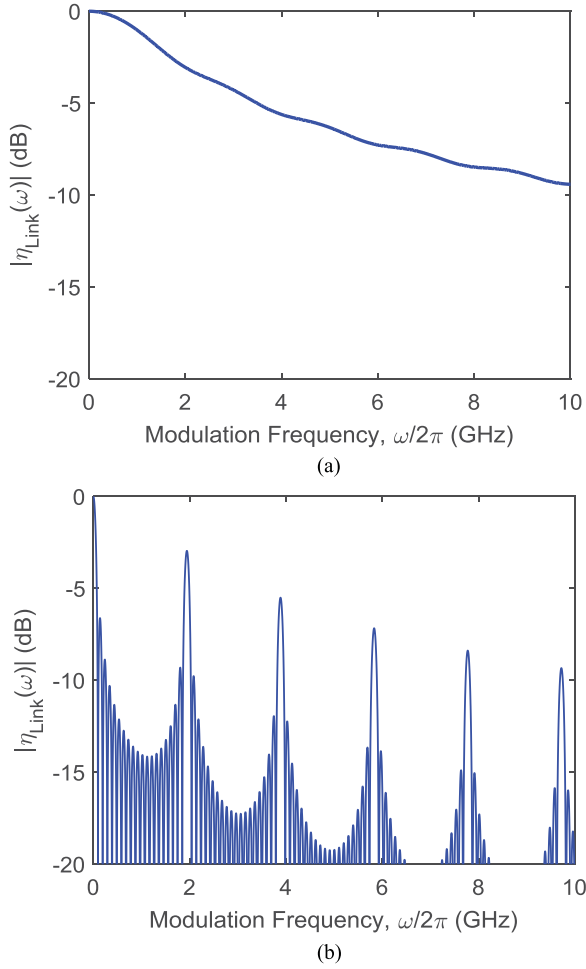 0
-5
-10
-15
-20
|η_Link(ω)| (dB)
0 2 4 6 8 10
Modulation Frequency, ω/2π (GHz)
(a)
0
-5
-10
-15
-20
|η_Link(ω)| (dB)
0 2 4 6 8 10
Modulation Frequency, ω/2π (GHz)
(b)